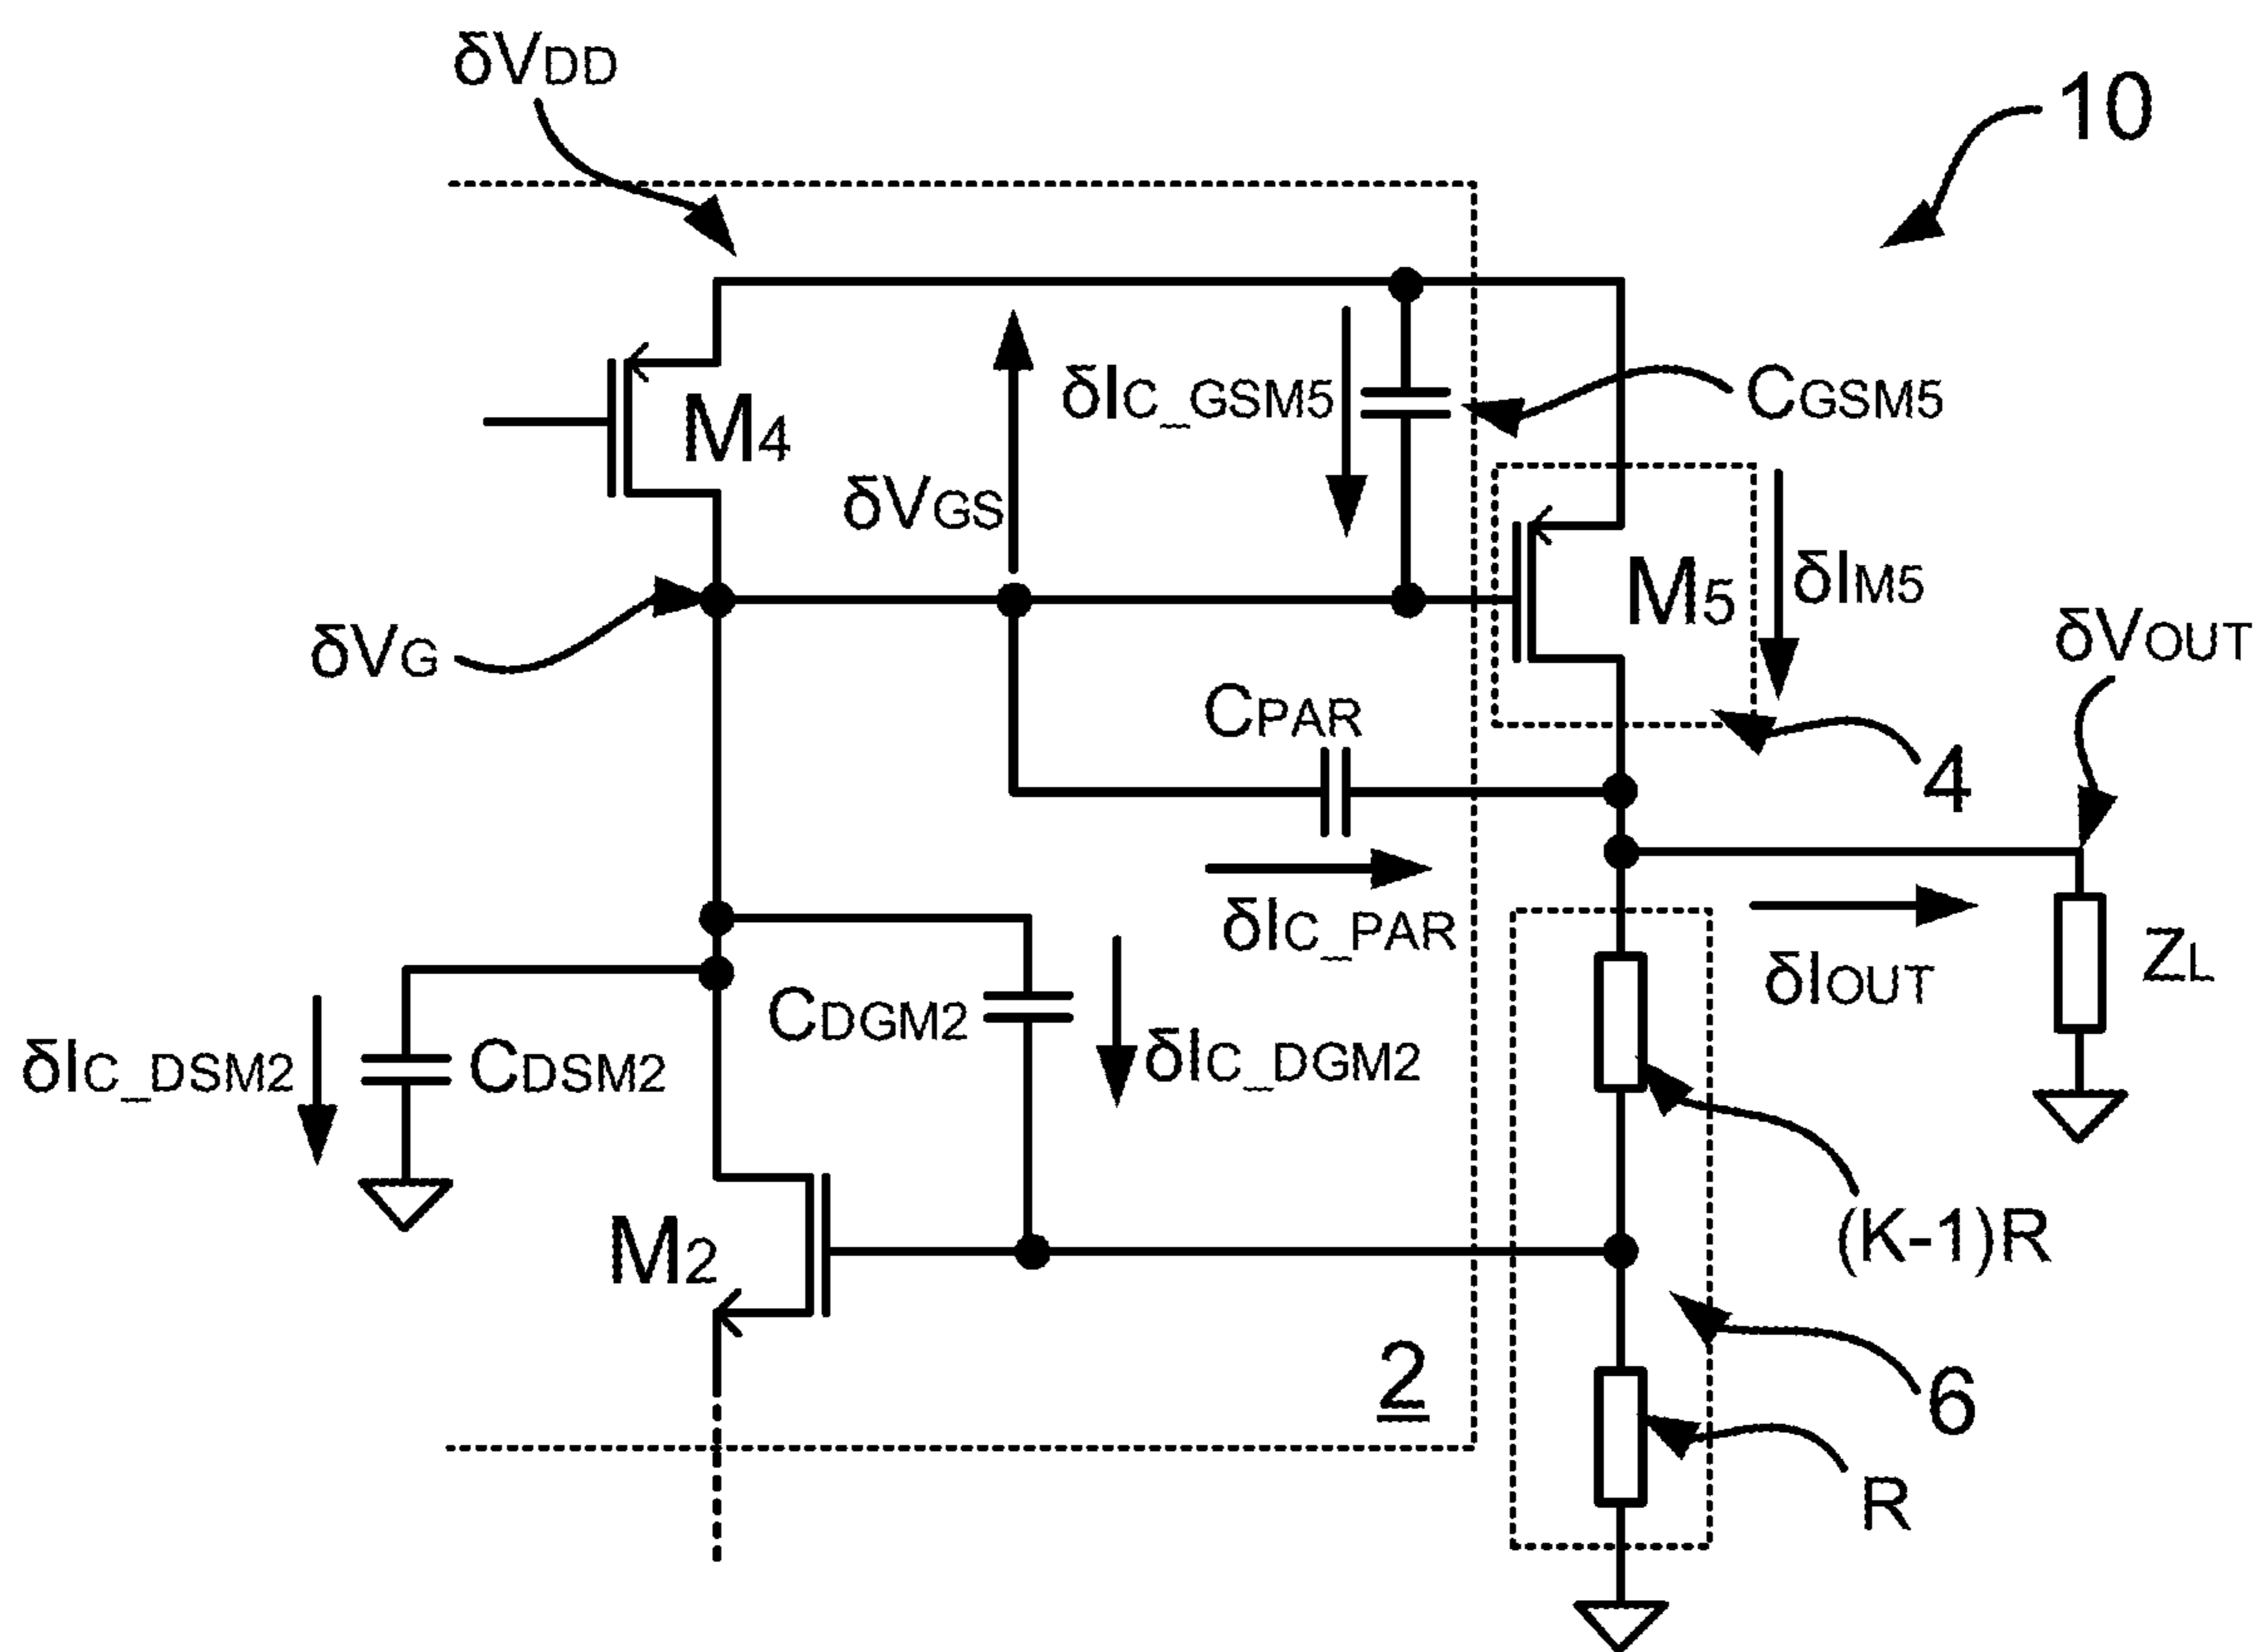 δVDD
10
M4
δIC_GSM5
CGSM5
δVGS
M5
δIM5
δVG
δVOUT
CPAR
4
δIC_PAR
δIOUT
ZL
CDGM2
δIC_DSM2
CDSM2
δIC_DGM2
M2
(K-1)R
2
6
R